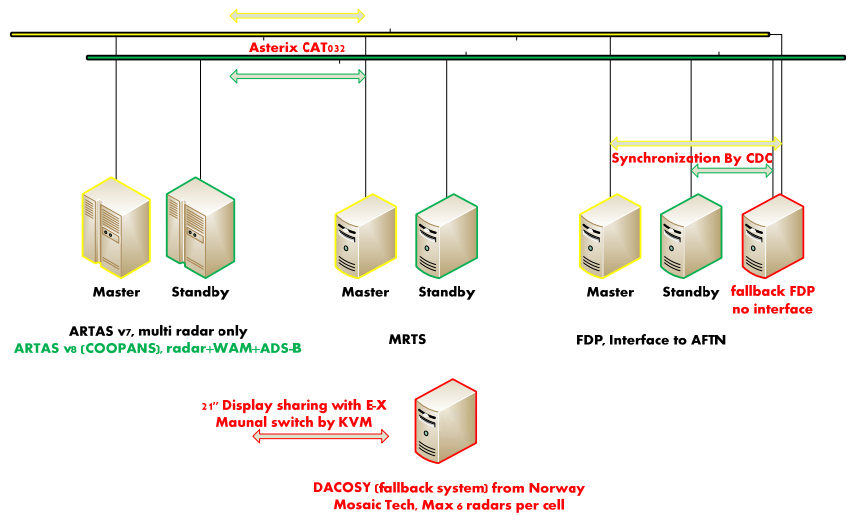 Asterix CAT032
Synchronization By CDC
Master
Standby
Master
Standby
Master
Standby
fallback FDP
no interface
ARTAS v7, multi radar only
ARTAS v8 (COOPANS), radar+WAM+ADS-B
MRTS
FDP, Interface to AFTN
21" Display sharing with E-X
Maunal switch by KVM
DACOSY (fallback system) from Norway
Mosaic Tech, Max 6 radars per cell